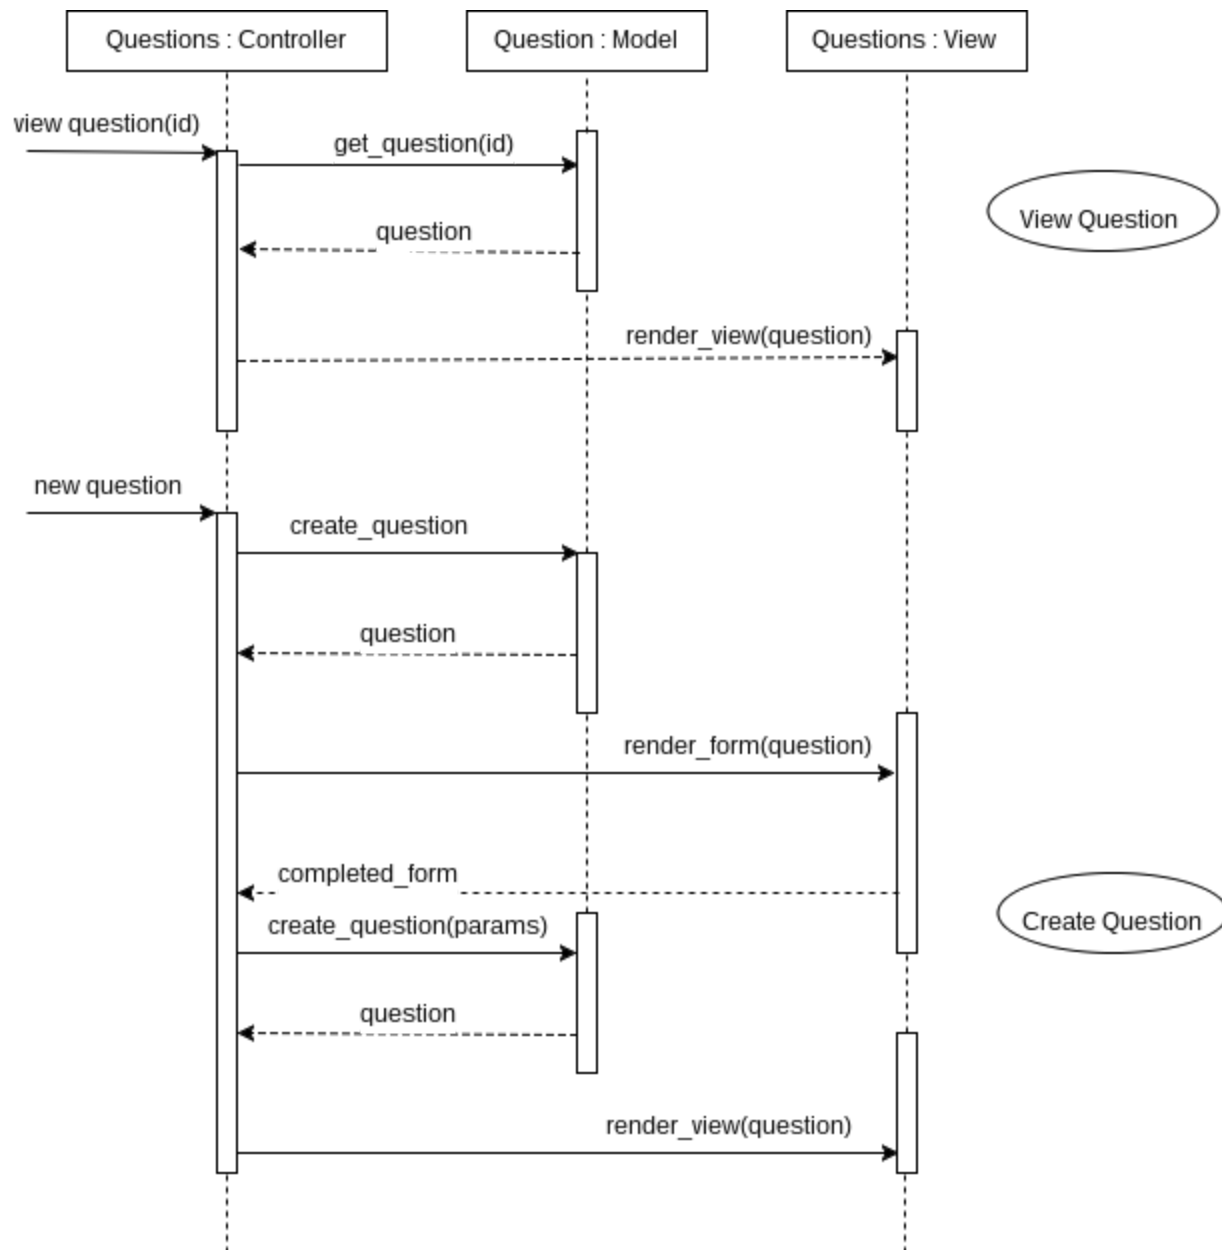 Questions : Controller
Question : Model
Questions : View
view question(id)
get_question(id)
View Question
question
render_view(question)
new question
create_question
question
render_form(question)
completed_form
Create Question
create_question(params)
question
render_view(question)